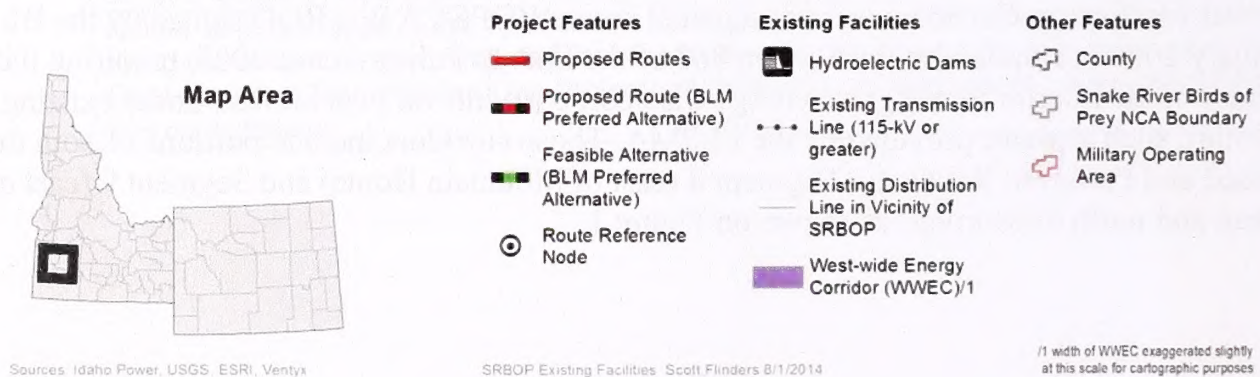 Map Area
Project Features
Proposed Routes
Proposed Route (BLM
Preferred Alternative)
Feasible Alternative
(BLM Preferred
Alternative)
Route Reference
Node
Existing Facilities
Hydroelectric Dams
Existing Transmission
Line (115-kV or
greater)
Existing Distribution
Line in Vicinity of
SRBOP
West-wide Energy
Corridor (WWEC)/1
Other Features
County
Snake River Birds of
Prey NCA Boundary
Military Operating
Area
Sources: Idaho Power, USGS, ESRI, Ventyx
SRBOP Existing Facilities Scott Flinders 8/1/2014
/1 width of WWEC exaggerated slightly
at this scale for cartographic purposes